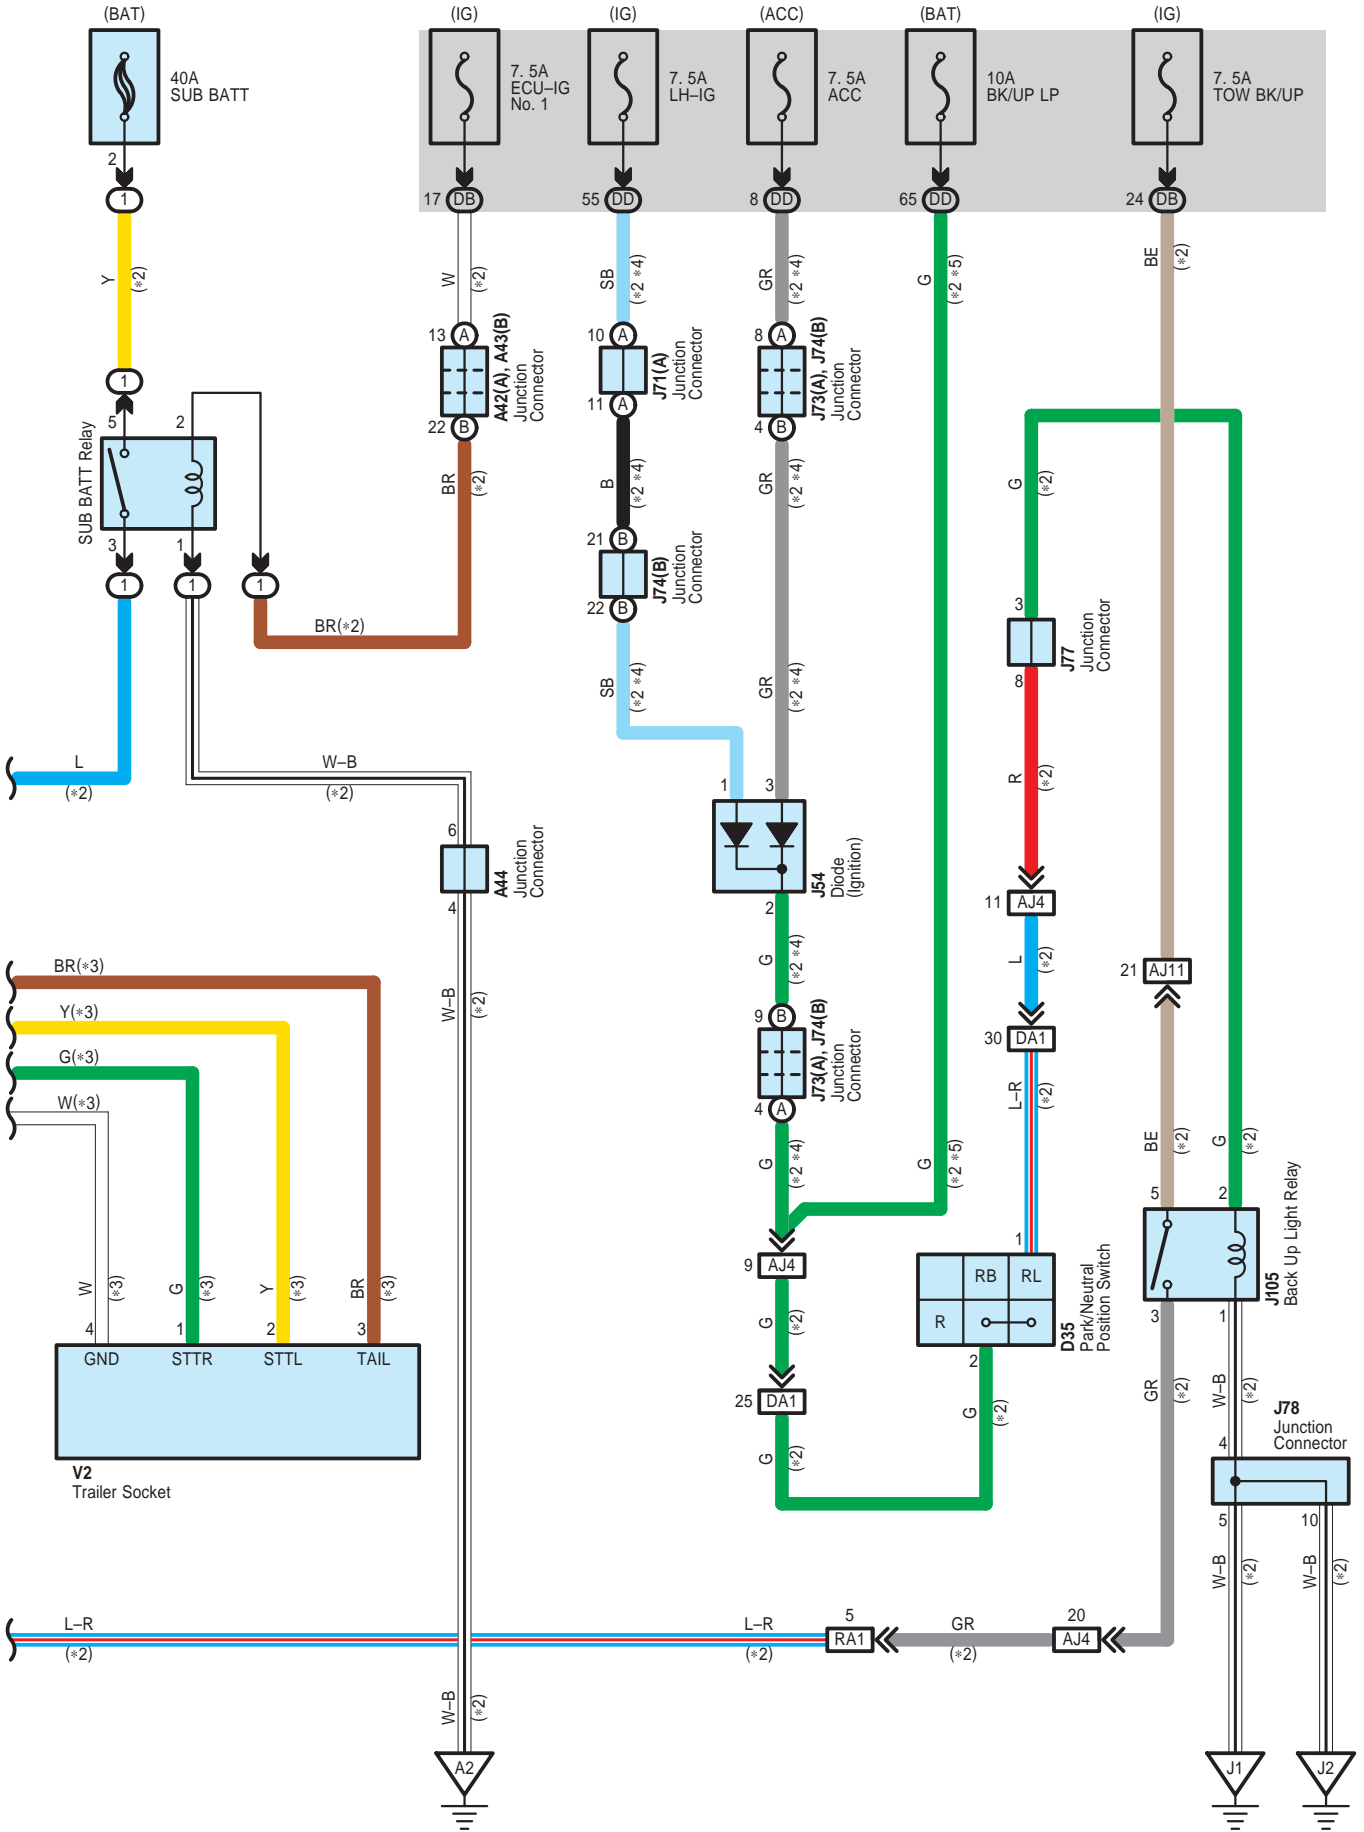 (BAT)
(IG)
(IG)
(ACC)
(BAT)
(IG)
40A
SUB BATT
7. 5A
ECU–IG
No. 1
7. 5A
LH–IG
7. 5A
ACC
10A
BK/UP LP
7. 5A
TOW BK/UP
2
1
17 DB
55 DD
8 DD
65 DD
24 DB
Y
(∗2)
W
(∗2)
SB
(∗2 ∗4)
GR
(∗2 ∗4)
G
(∗2 ∗5)
BE
(∗2)
13 A
A42(A), A43(B)
Junction
Connector
22 B
10 A
J71(A)
Junction
Connector
11 A
8 A
J73(A), J74(B)
Junction
Connector
4 B
1
5
2
SUB BATT Relay
3
1
1
1
1
BR
(∗2)
BR(∗2)
B
(∗2 ∗4)
21 B
J74(B)
Junction
Connector
22 B
SB
(∗2 ∗4)
GR
(∗2 ∗4)
GR
(∗2 ∗4)
G
(∗2)
3
J77
Junction
Connector
8
R
(∗2)
L
(∗2)
W–B
(∗2)
6
A44
Junction
Connector
4
1
3
J54
Diode
(Ignition)
2
11 AJ4
L
(∗2)
21 AJ11
30 DA1
L–R
(∗2)
G
(∗2 ∗4)
9 B
J73(A), J74(B)
Junction
Connector
4 A
G
(∗2 ∗4)
G
(∗2 ∗5)
BR(∗3)
Y(∗3)
G(∗3)
W(∗3)
W–B
(∗2)
BE
(∗2)
G
(∗2)
5
2
J105
Back Up Light Relay
3
1
9 AJ4
G
(∗2)
25 DA1
G
(∗2)
1
RB RL
R
D35
Park/Neutral
Position Switch
2
G
(∗2)
W
(∗3)
G
(∗3)
Y
(∗3)
BR
(∗3)
4
1
2
3
GND
STTR
STTL
TAIL
V2
Trailer Socket
GR
(∗2)
W–B
(∗2)
J78
Junction
Connector
4
5
10
W–B
(∗2)
W–B
(∗2)
L–R
(∗2)
L–R
(∗2)
5
RA1
GR
(∗2)
20
AJ4
W–B
(∗2)
A2
J1
J2